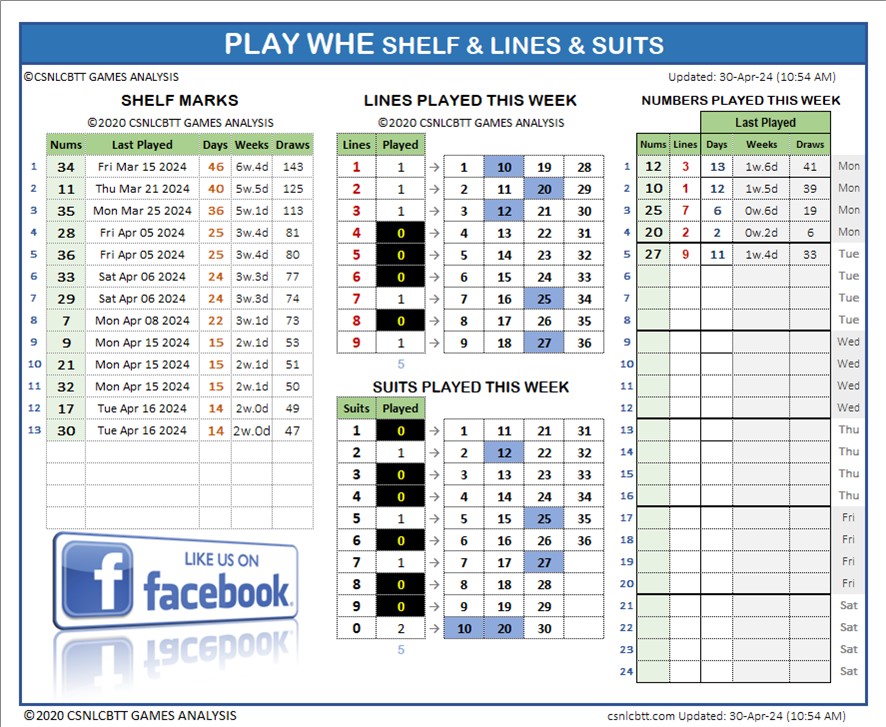 PLAY WHE SHELF & LINES & SUITS
©CSNLCBTT GAMES ANALYSIS
Updated: 30-Apr-24 (10:54 AM)
SHELF MARKS
©2020 CSNLCBTT GAMES ANALYSIS
Nums Last Played Days Weeks Draws
1 34 Fri Mar 15 2024 46 6w.4d 143
2 11 Thu Mar 21 2024 40 5w.5d 125
3 35 Mon Mar 25 2024 36 5w.1d 113
4 28 Fri Apr 05 2024 25 3w.4d 81
5 36 Fri Apr 05 2024 25 3w.4d 80
6 33 Sat Apr 06 2024 24 3w.3d 77
7 29 Sat Apr 06 2024 24 3w.3d 74
8 7 Mon Apr 08 2024 22 3w.1d 73
9 9 Mon Apr 15 2024 15 2w.1d 53
10 21 Mon Apr 15 2024 15 2w.1d 51
11 32 Mon Apr 15 2024 15 2w.1d 50
12 17 Tue Apr 16 2024 14 2w.0d 49
13 30 Tue Apr 16 2024 14 2w.0d 47
LIKE US ON
facebook
LINES PLAYED THIS WEEK
©2020 CSNLCBTT GAMES ANALYSIS
Lines Played
1 1 → 1 10 19 28
2 1 → 2 11 20 29
3 1 → 3 12 21 30
4 0 → 4 13 22 31
5 0 → 5 14 23 32
6 0 → 6 15 24 33
7 1 → 7 16 25 34
8 0 → 8 17 26 35
9 1 → 9 18 27 36
5
SUITS PLAYED THIS WEEK
Suits Played
1 0 → 1 11 21 31
2 1 → 2 12 22 32
3 0 → 3 13 23 33
4 0 → 4 14 24 34
5 1 → 5 15 25 35
6 0 → 6 16 26 36
7 1 → 7 17 27
8 0 → 8 18 28
9 0 → 9 19 29
0 2 → 10 20 30
5
NUMBERS PLAYED THIS WEEK
Last Played
Nums Lines Days Weeks Draws
1 12 3 13 1w.6d 41 Mon
2 10 1 12 1w.5d 39 Mon
3 25 7 6 0w.6d 19 Mon
4 20 2 2 0w.2d 6 Mon
5 27 9 11 1w.4d 33 Tue
6 Tue
7 Tue
8 Tue
9 Wed
10 Wed
11 Wed
12 Wed
13 Thu
14 Thu
15 Thu
16 Thu
17 Fri
18 Fri
19 Fri
20 Fri
21 Sat
22 Sat
23 Sat
24 Sat
©2020 CSNLCBTT GAMES ANALYSIS
csnlcbtt.com Updated: 30-Apr-24 (10:54 AM)